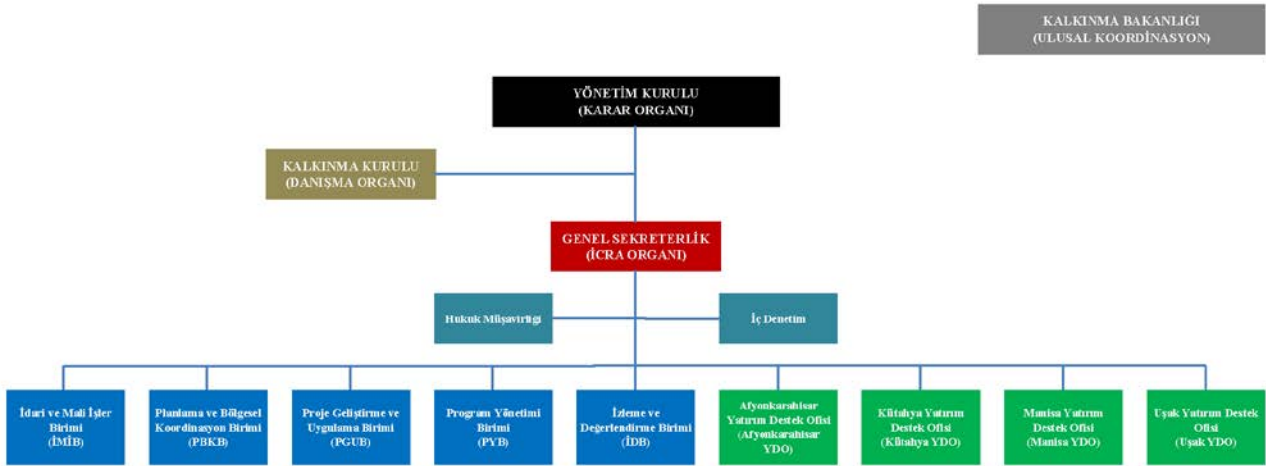 KALKINMA BAKANLIĞI
(ULUSAL KOORDİNASYON)
YÖNETİM KURULU
(KARAR ORGANI)
KALKINMA KURULU
(DANIŞMA ORGANI)
GENEL SEKRETERLİK
(İCRA ORGANI)
Hukuk Müşavirliği
İç Denetim
İdari ve Mali İşler
Birimi
(İMİB)
Planlama ve Bölgesel
Koordinasyon Birimi
(PBKB)
Proje Geliştirme ve
Uygulama Birimi
(PGUB)
Program Yönetimi
Birimi
(PYB)
İzleme ve
Değerlendirme Birimi
(İDB)
Afyonkarahisar
Yatırım Destek Ofisi
(Afyonkarahisar
YDO)
Kütahya Yatırım
Destek Ofisi
(Kütahya YDO)
Manisa Yatırım
Destek Ofisi
(Manisa YDO)
Uşak Yatırım Destek
Ofisi
(Uşak YDO)